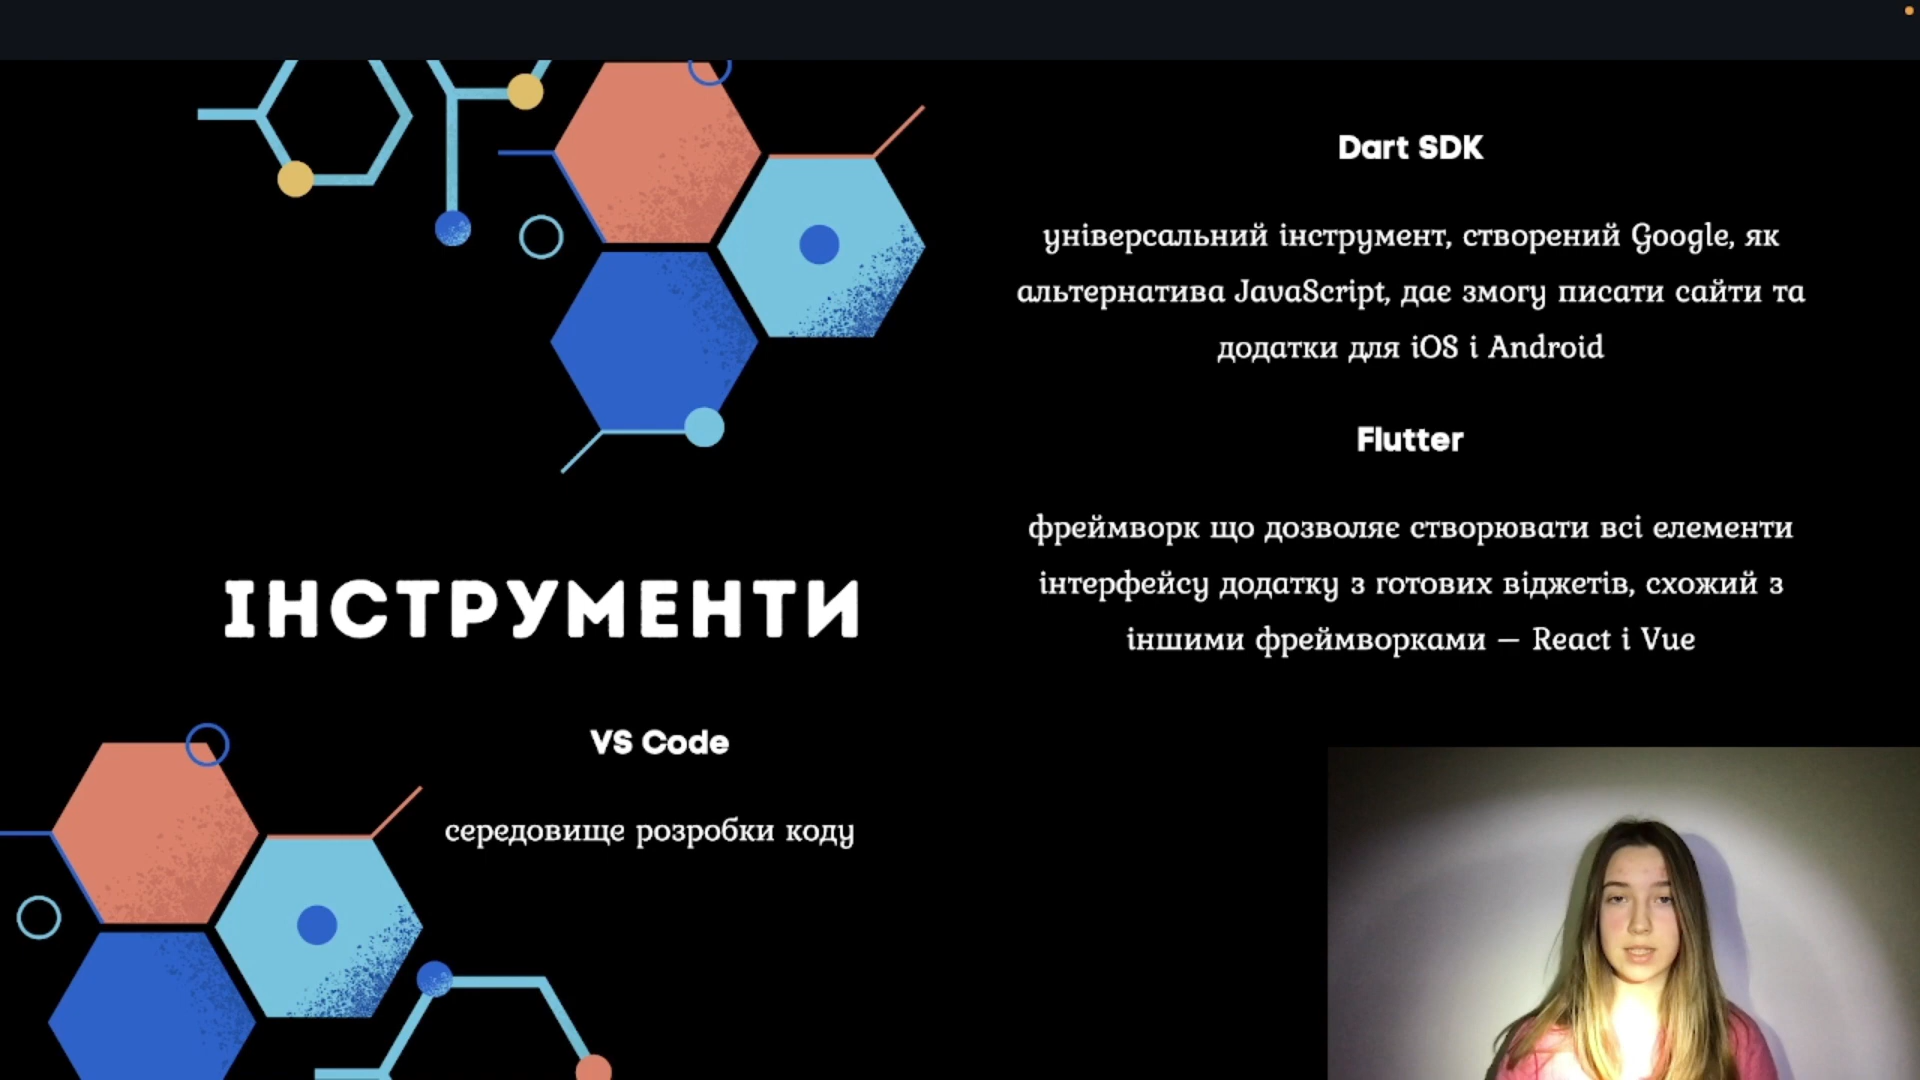 ІНСТРУМЕНТИ
VS Code
середовище розробки коду
Dart SDK
універсальний інструмент, створений Google, як
альтернатива JavaScript, дає змогу писати сайти та
додатки для iOS і Android
Flutter
фреймворк що дозволяє створювати всі елементи
інтерфейсу додатку з готових віджетів, схожий з
іншими фреймворками — React і Vue